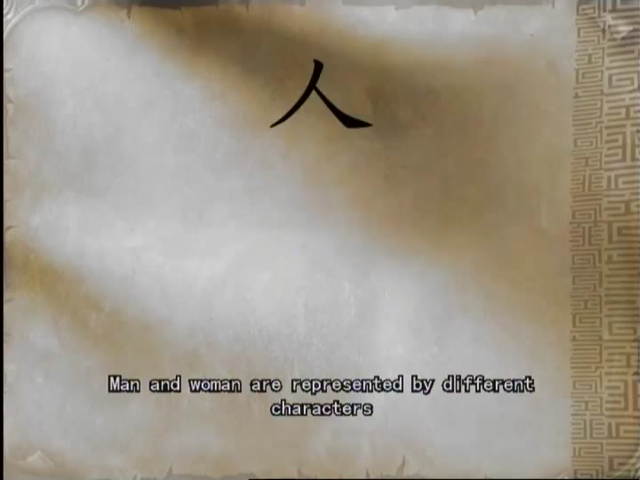 人
Man and woman are represented by different
characters